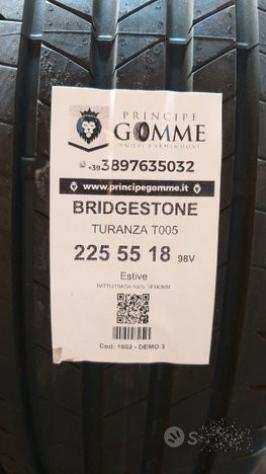 PRINCIPE
GOMME
+39 3897635032
www.principegomme.it
BRIDGESTONE
TURANZA T005
225 55 18 98V
Estive
Cod: 1602 - DEMO 3